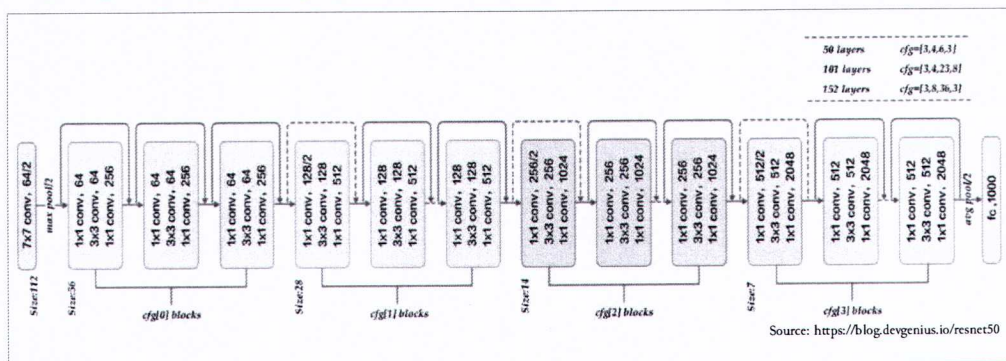 50 layers cfg=[3,4,6,3]
101 layers cfg=[3,4,23,8]
152 layers cfg=[3,8,36,3]
7x7 conv, 64/2
max pool/2
1x1 conv, 64
3x3 conv, 64
1x1 conv, 256
1x1 conv, 64
3x3 conv, 64
1x1 conv, 256
1x1 conv, 64
3x3 conv, 64
1x1 conv, 256
1x1 conv, 128/2
3x3 conv, 128
1x1 conv, 512
1x1 conv, 128
3x3 conv, 128
1x1 conv, 512
1x1 conv, 128
3x3 conv, 128
1x1 conv, 512
1x1 conv, 256/2
3x3 conv, 256
1x1 conv, 1024
1x1 conv, 256
3x3 conv, 256
1x1 conv, 1024
1x1 conv, 256
3x3 conv, 256
1x1 conv, 1024
1x1 conv, 512/2
3x3 conv, 512
1x1 conv, 2048
1x1 conv, 512
3x3 conv, 512
1x1 conv, 2048
1x1 conv, 512
3x3 conv, 512
1x1 conv, 2048
avg pool/2
fc ,1000
Size:112
Size:36
Size:28
Size:14
Size:7
cfg[0] blocks
cfg[1] blocks
cfg[2] blocks
cfg[3] blocks
Source: https://blog.devgenius.io/resnet50